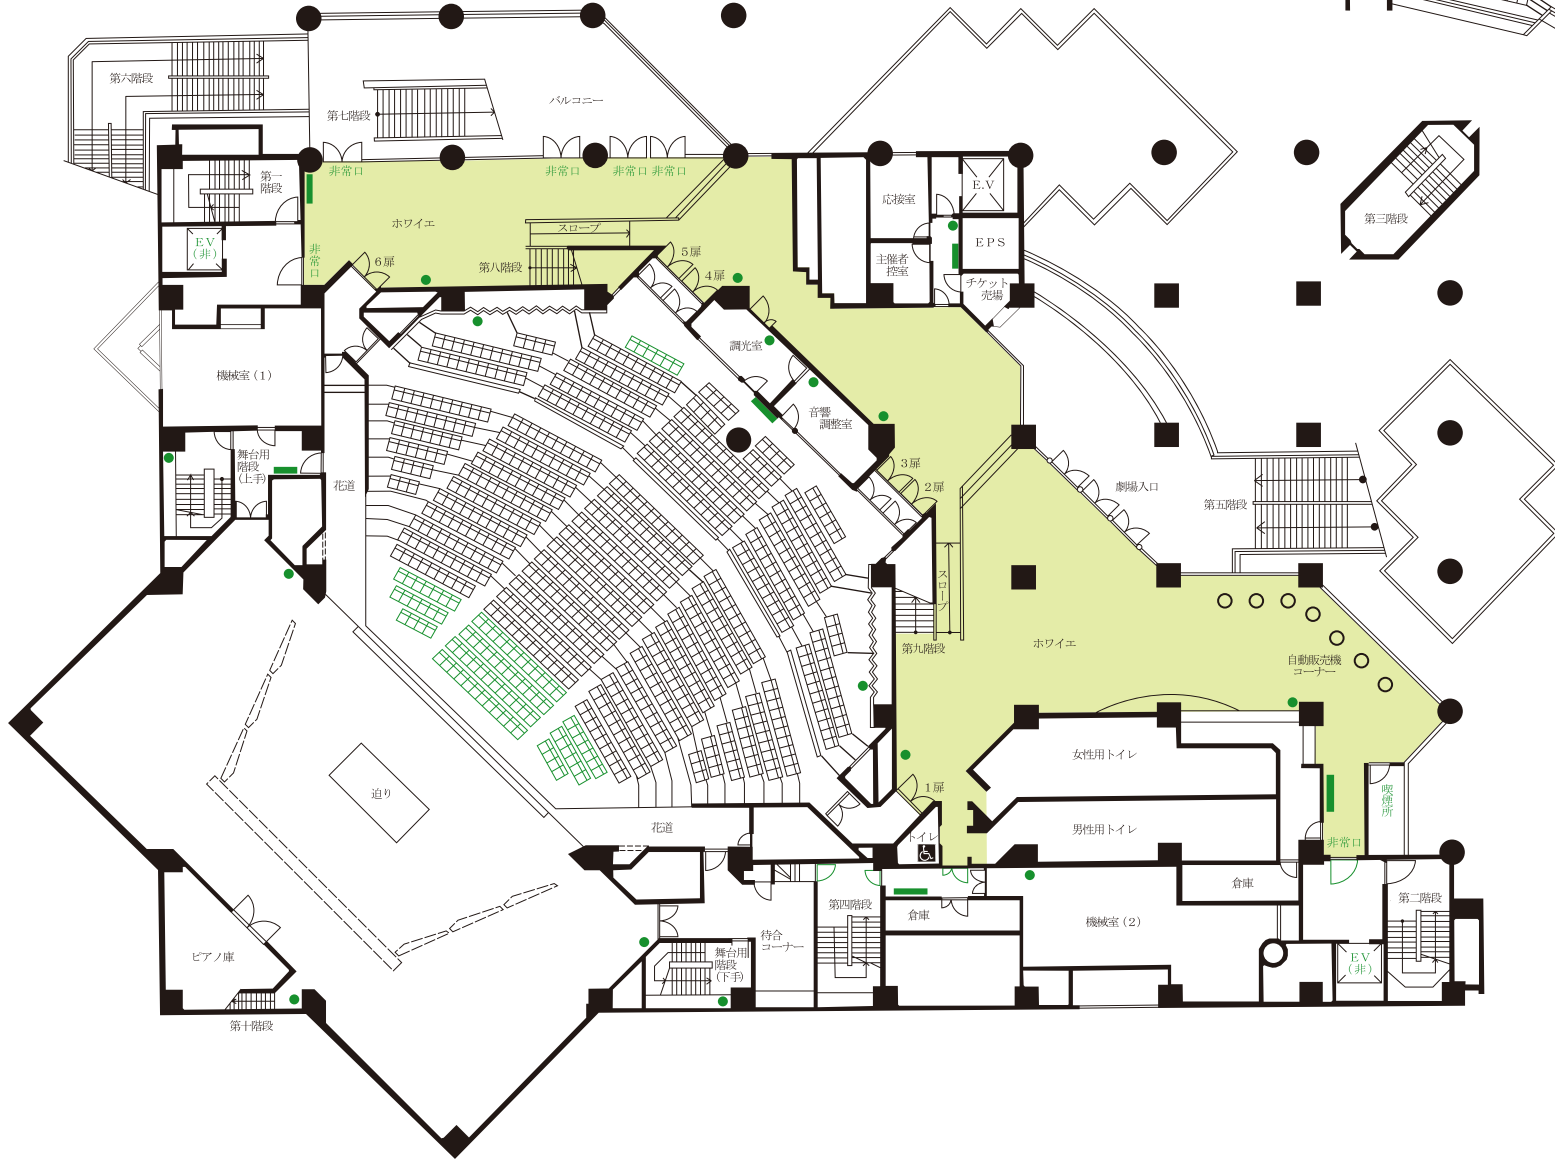 第六階段
第七階段
バルコニー
非常口
非常口
非常口
非常口
第一
階段
EV
(非)
非
常
口
ホワイエ
6扉
スロープ
第八階段
5扉
4扉
応接室
E.V
EPS
主催者
控室
チケット
売場
第三階段
調光室
音響
調整室
機械室(1)
舞台用
階段
(上手)
花道
3扉
2扉
劇場入口
第五階段
スロープ
第九階段
ホワイエ
自動販売機
コーナー
女性用トイレ
男性用トイレ
喫煙所
非常口
1扉
トイレ
迫り
花道
倉庫
第二階段
第四階段
倉庫
機械室(2)
待合
コーナー
舞台用
階段
(下手)
EV
(非)
ピアノ庫
第十階段